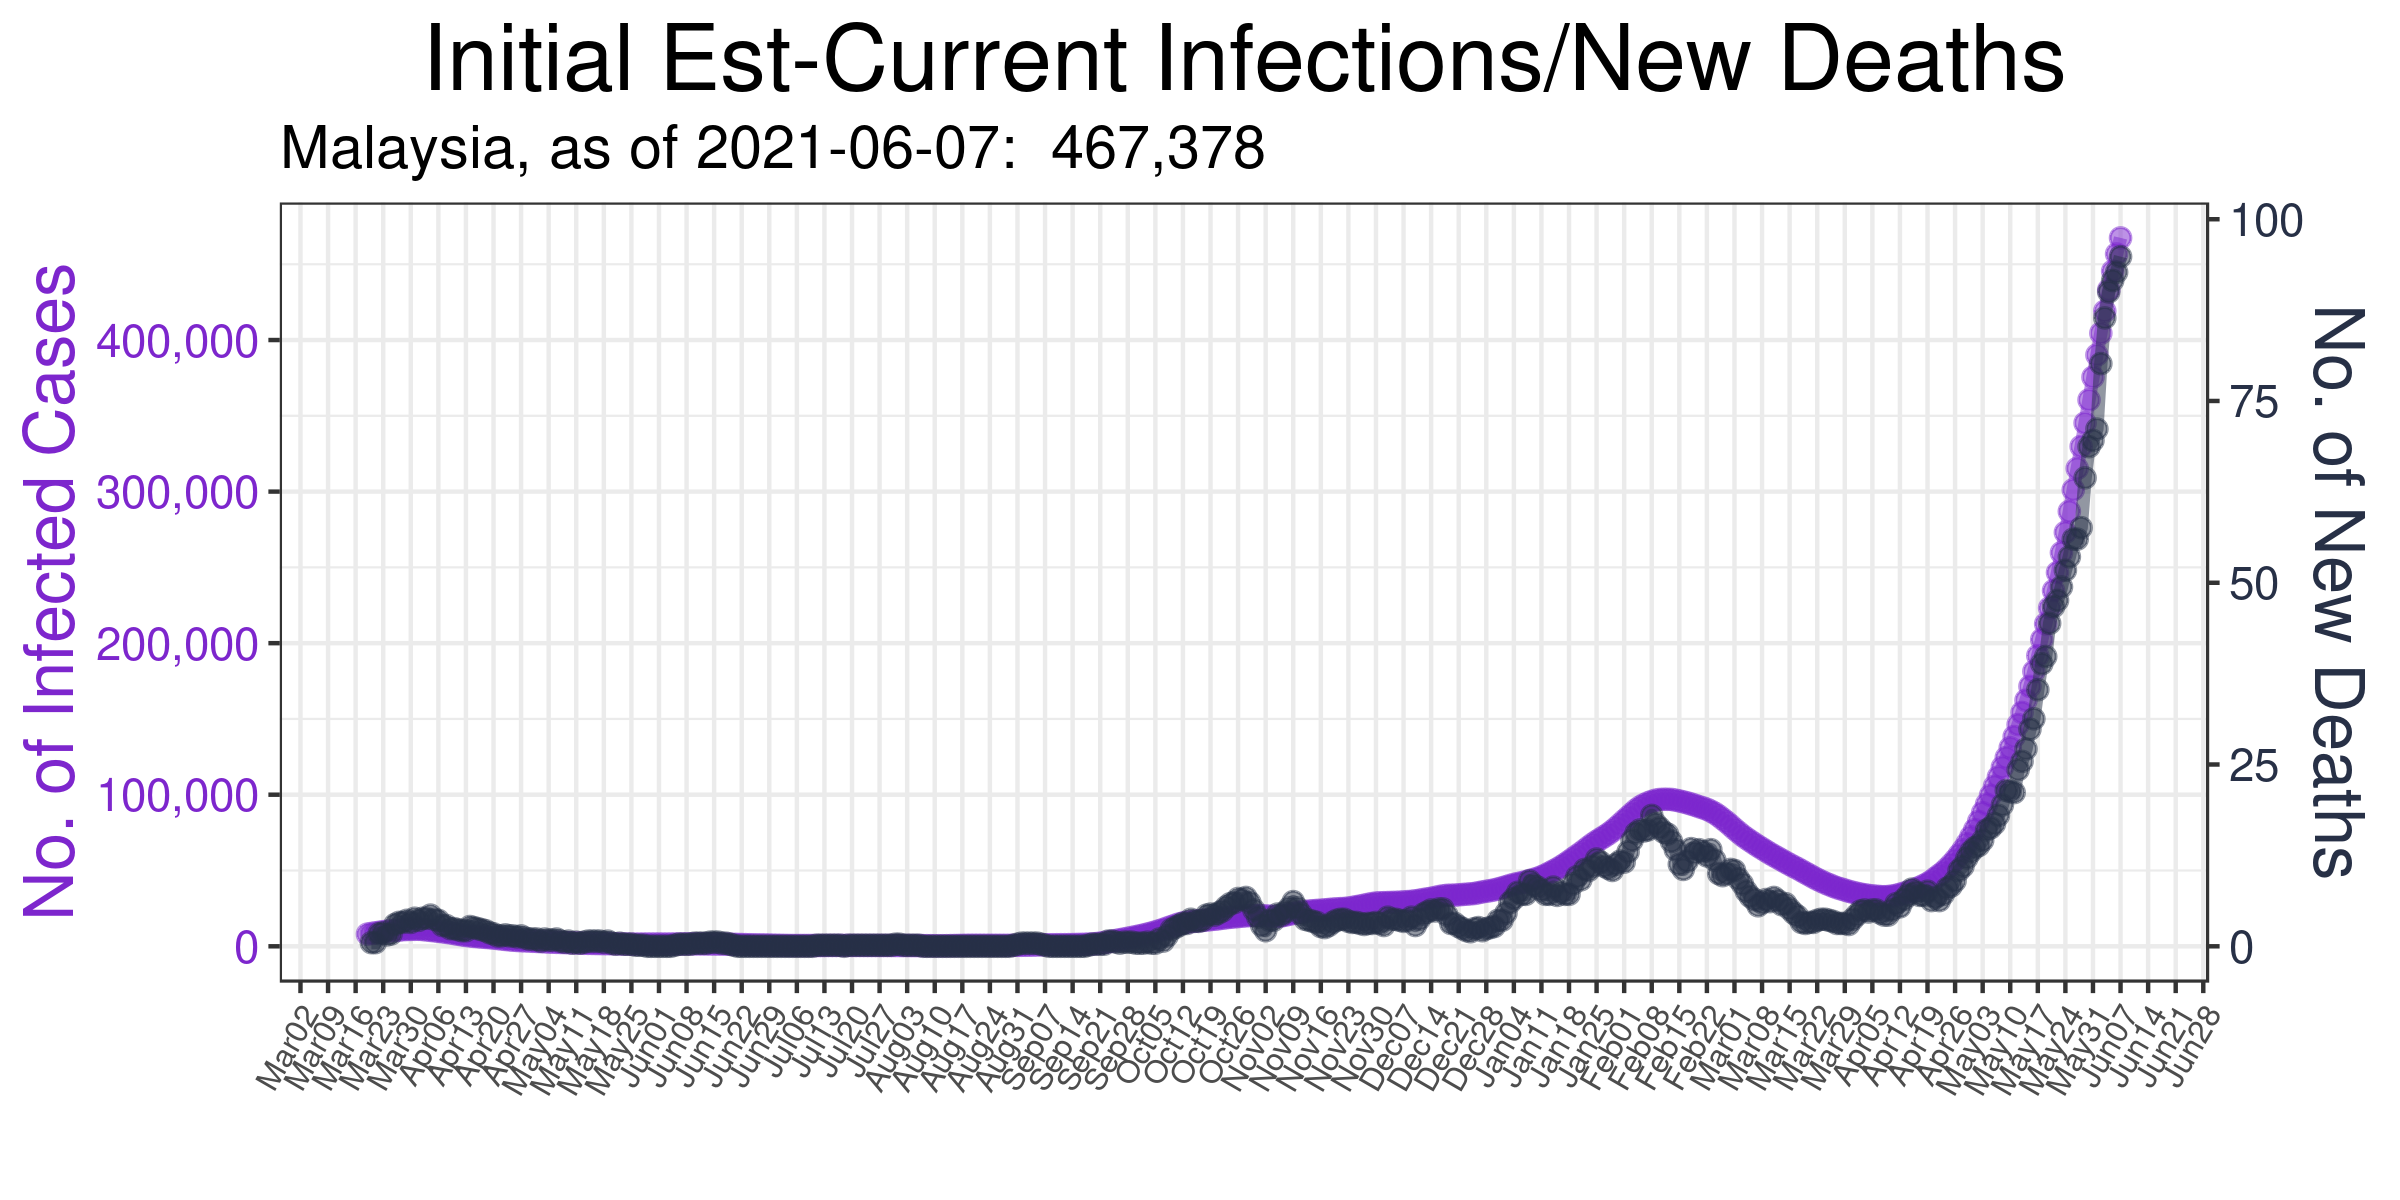 Initial Est-Current Infections/New Deaths
Malaysia, as of 2021-06-07: 467,378
No. of Infected Cases
400,000
300,000
200,000
100,000
0
100
75
50
25
0
No. of New Deaths
Mar02
Mar09
Mar16
Mar23
Mar30
Apr06
Apr13
Apr20
Apr27
May04
May11
May18
May25
Jun01
Jun08
Jun15
Jun22
Jun29
Jul06
Jul13
Jul20
Jul27
Aug03
Aug10
Aug17
Aug24
Aug31
Sep07
Sep14
Sep21
Sep28
Oct05
Oct12
Oct19
Oct26
Nov02
Nov09
Nov16
Nov23
Nov30
Dec07
Dec14
Dec21
Dec28
Jan04
Jan11
Jan18
Jan25
Feb01
Feb08
Feb15
Feb22
Mar01
Mar08
Mar15
Mar22
Mar29
Apr05
Apr12
Apr19
Apr26
May03
May10
May17
May24
May31
Jun07
Jun14
Jun21
Jun28